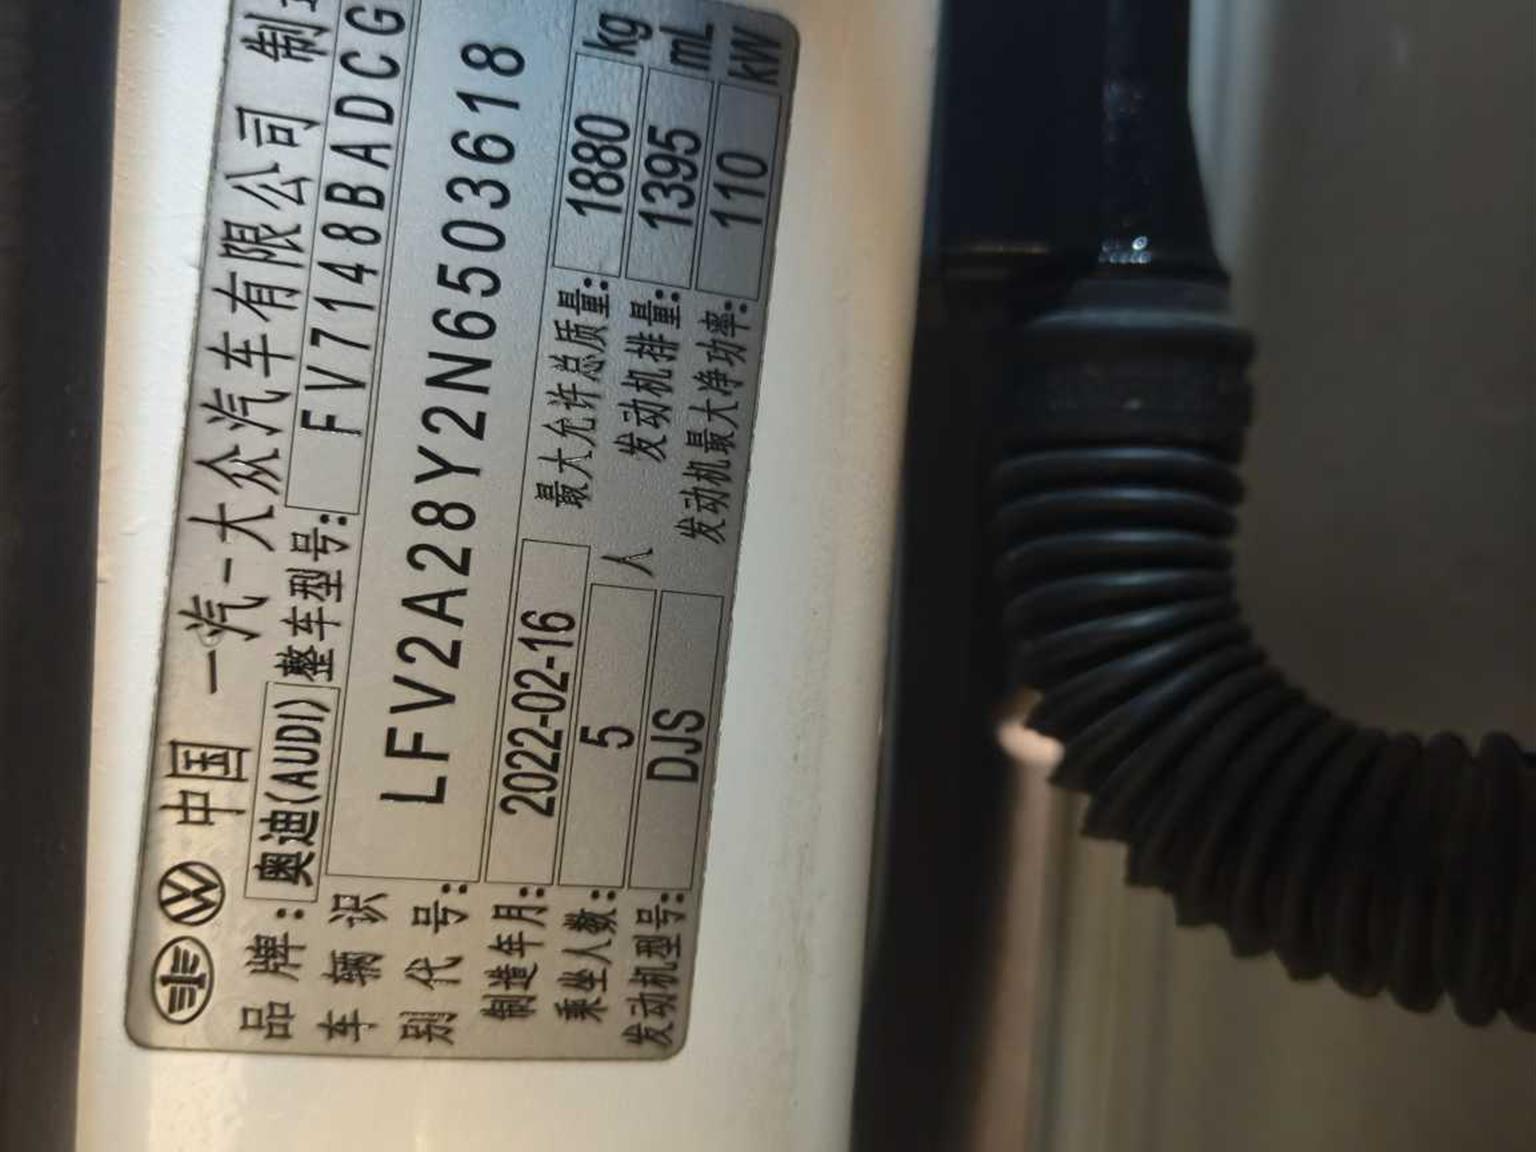 中国 一汽-大众汽车有限公司 制
品牌: 奥迪(AUDI) 整车型号: FV7148BADCG
车辆识别代号: LFV2A28Y2N6503618
制造年月: 2022-02-16 最大允许总质量: 1880 kg
乘坐人数: 5 人 发动机排量: 1395 mL
发动机型号: DJS 发动机最大净功率: 110 kW